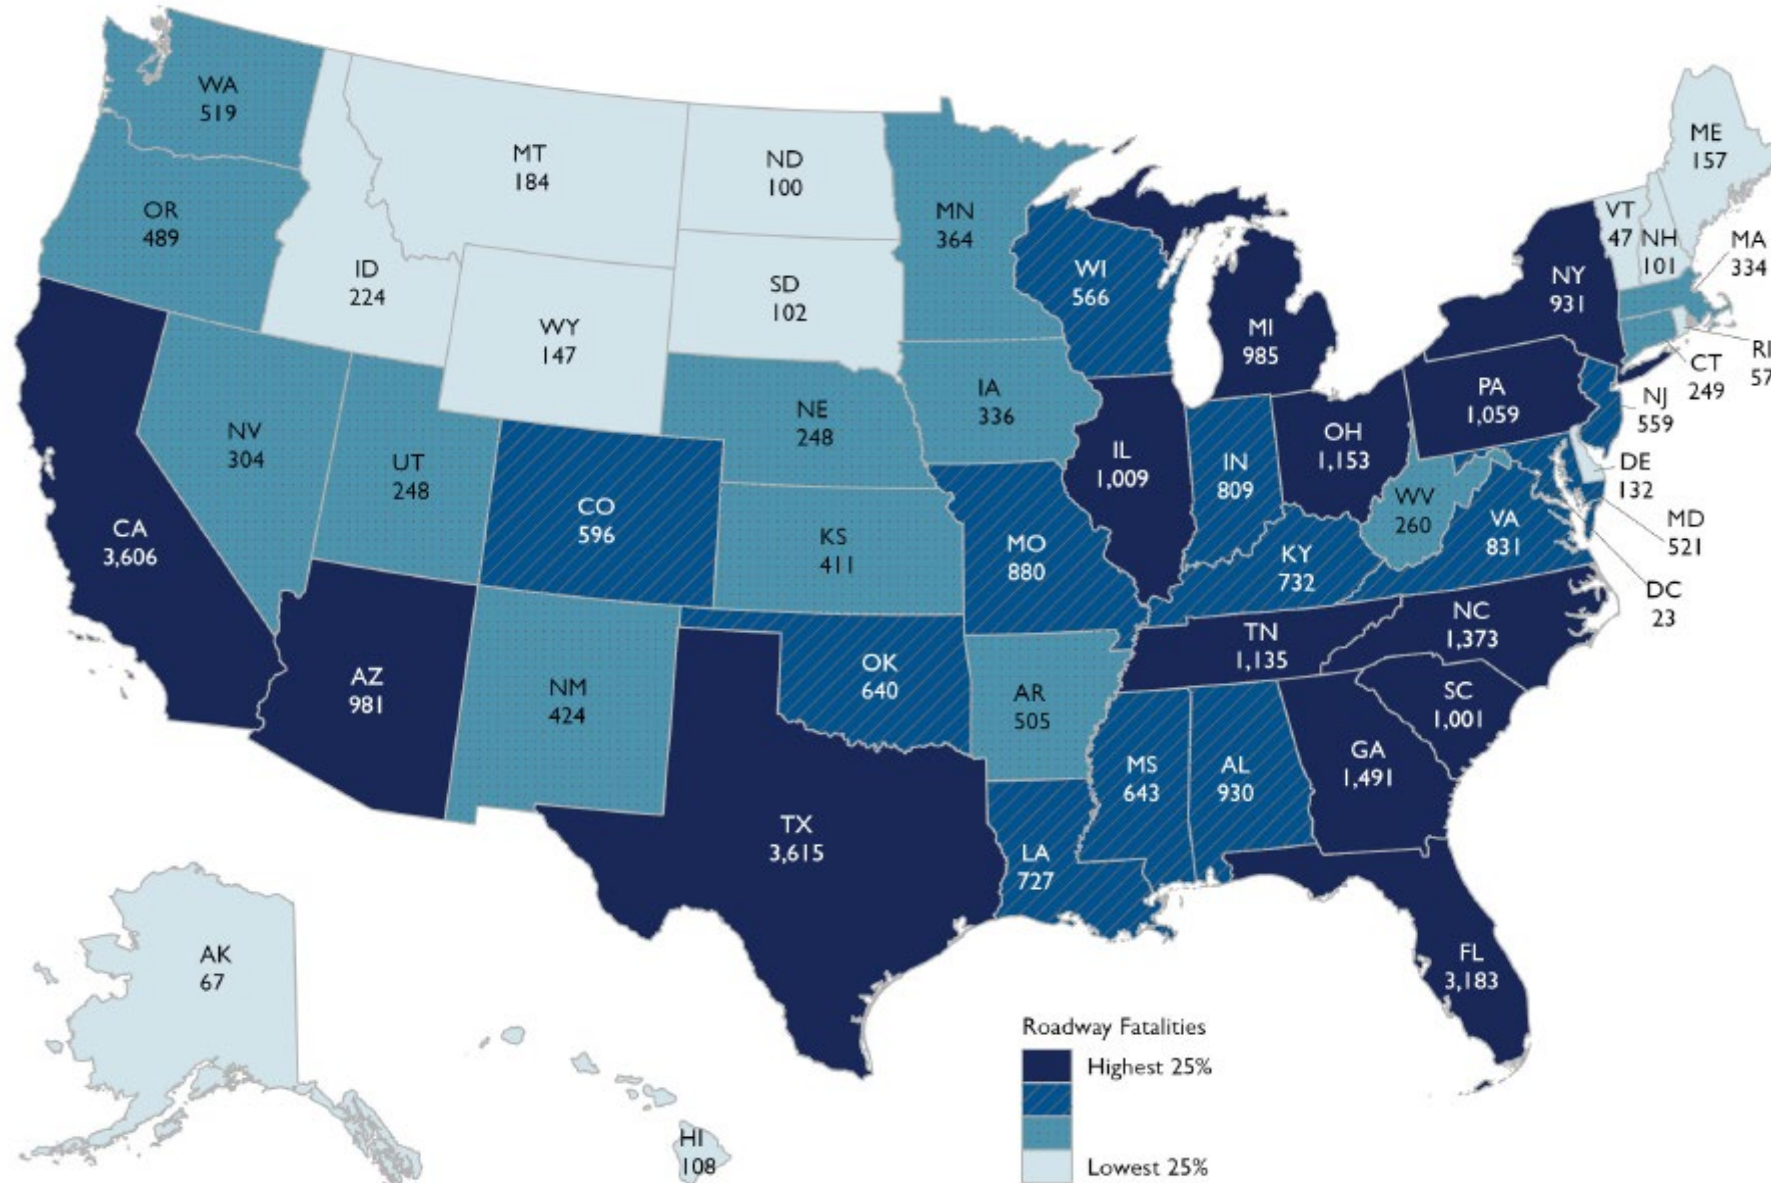 WA
519
OR
489
CA
3,606
NV
304
ID
224
MT
184
WY
147
UT
248
AZ
981
CO
596
NM
424
ND
100
SD
102
NE
248
KS
411
OK
640
TX
3,615
MN
364
IA
336
MO
880
AR
505
LA
727
WI
566
IL
1,009
MI
985
IN
809
OH
1,153
KY
732
TN
1,135
MS
643
AL
930
GA
1,491
FL
3,183
SC
1,001
NC
1,373
VA
831
WV
260
PA
1,059
NY
931
VT
47
NH
101
ME
157
MA
334
RI
57
CT
249
NJ
559
DE
132
MD
521
DC
23
AK
67
HI
108
Roadway Fatalities
Highest 25%
Lowest 25%